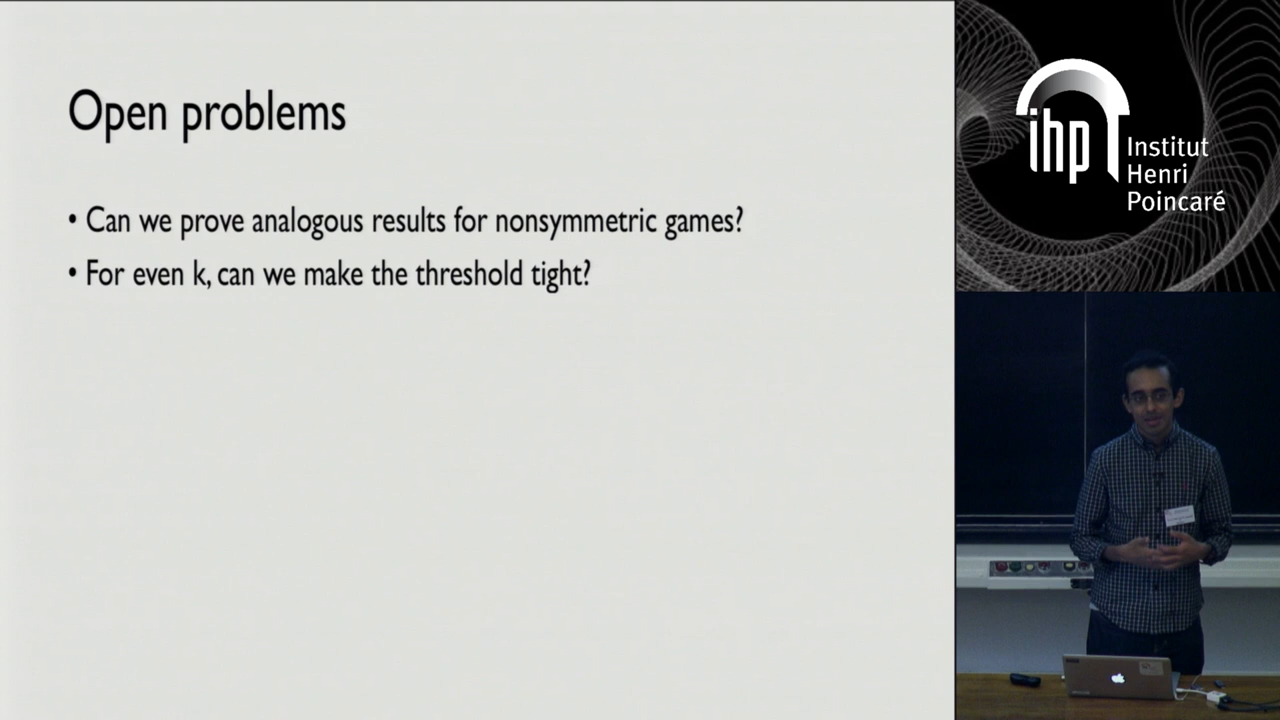 Open problems
• Can we prove analogous results for nonsymmetric games?
• For even k, can we make the threshold tight?
ihp
Institut
Henri
Poincaré